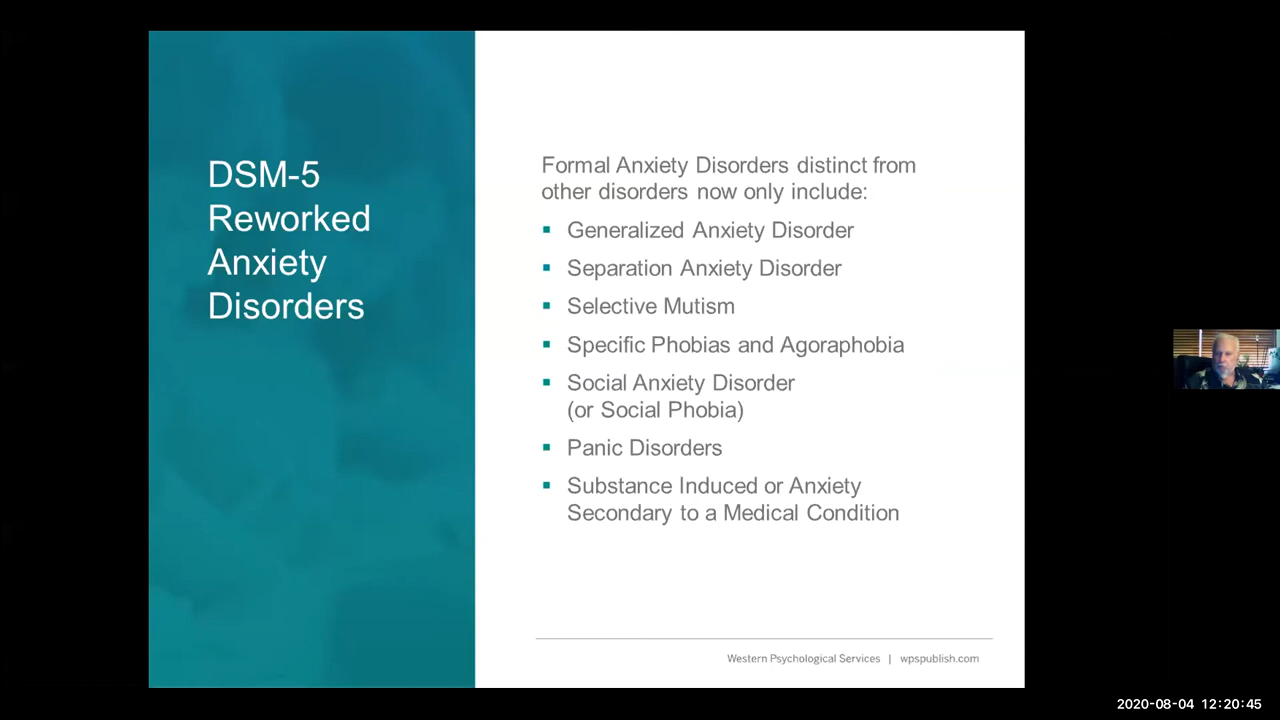 DSM-5
Reworked
Anxiety
Disorders
Formal Anxiety Disorders distinct from
other disorders now only include:
▪ Generalized Anxiety Disorder
▪ Separation Anxiety Disorder
▪ Selective Mutism
▪ Specific Phobias and Agoraphobia
▪ Social Anxiety Disorder
(or Social Phobia)
▪ Panic Disorders
▪ Substance Induced or Anxiety
Secondary to a Medical Condition
Western Psychological Services | wpspublish.com
2020-08-04 12:20:45